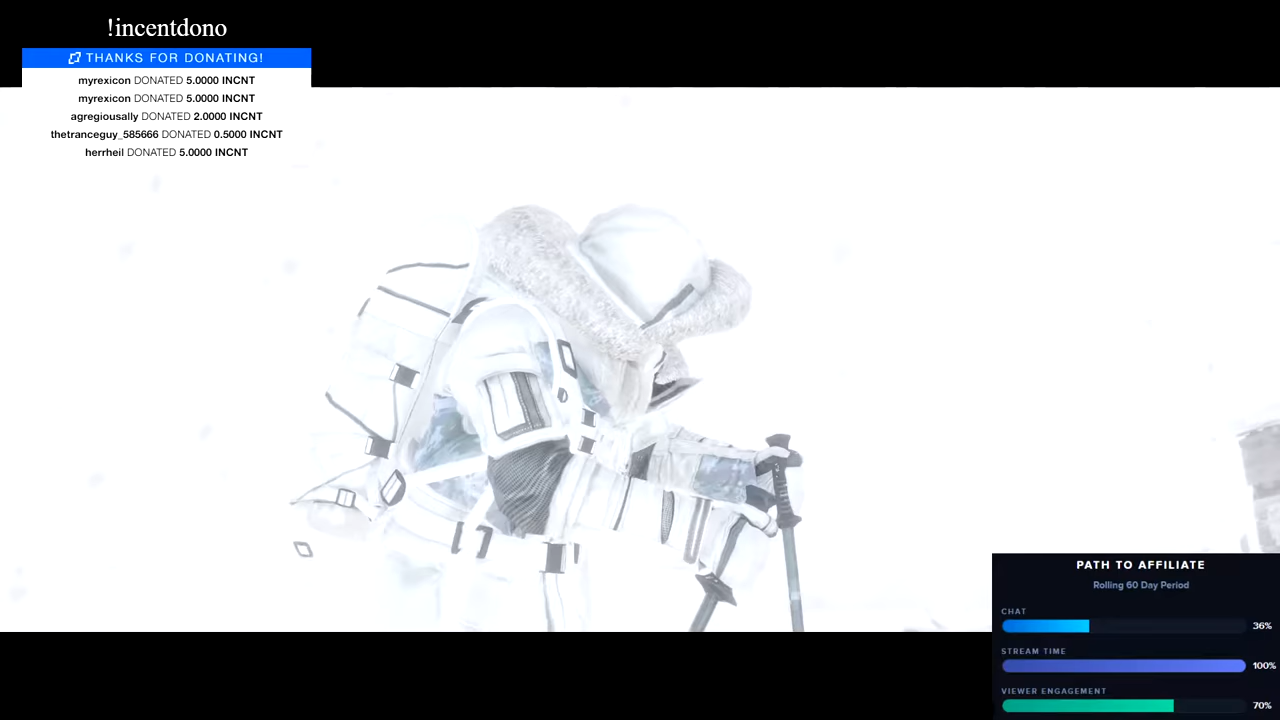 !incentdono
THANKS FOR DONATING!
myrexicon DONATED 5.0000 INCNT
myrexicon DONATED 5.0000 INCNT
agregiousally DONATED 2.0000 INCNT
thetranceguy_585666 DONATED 0.5000 INCNT
herrheil DONATED 5.0000 INCNT
PATH TO AFFILIATE
Rolling 60 Day Period
CHAT
36%
STREAM TIME
100%
VIEWER ENGAGEMENT
70%